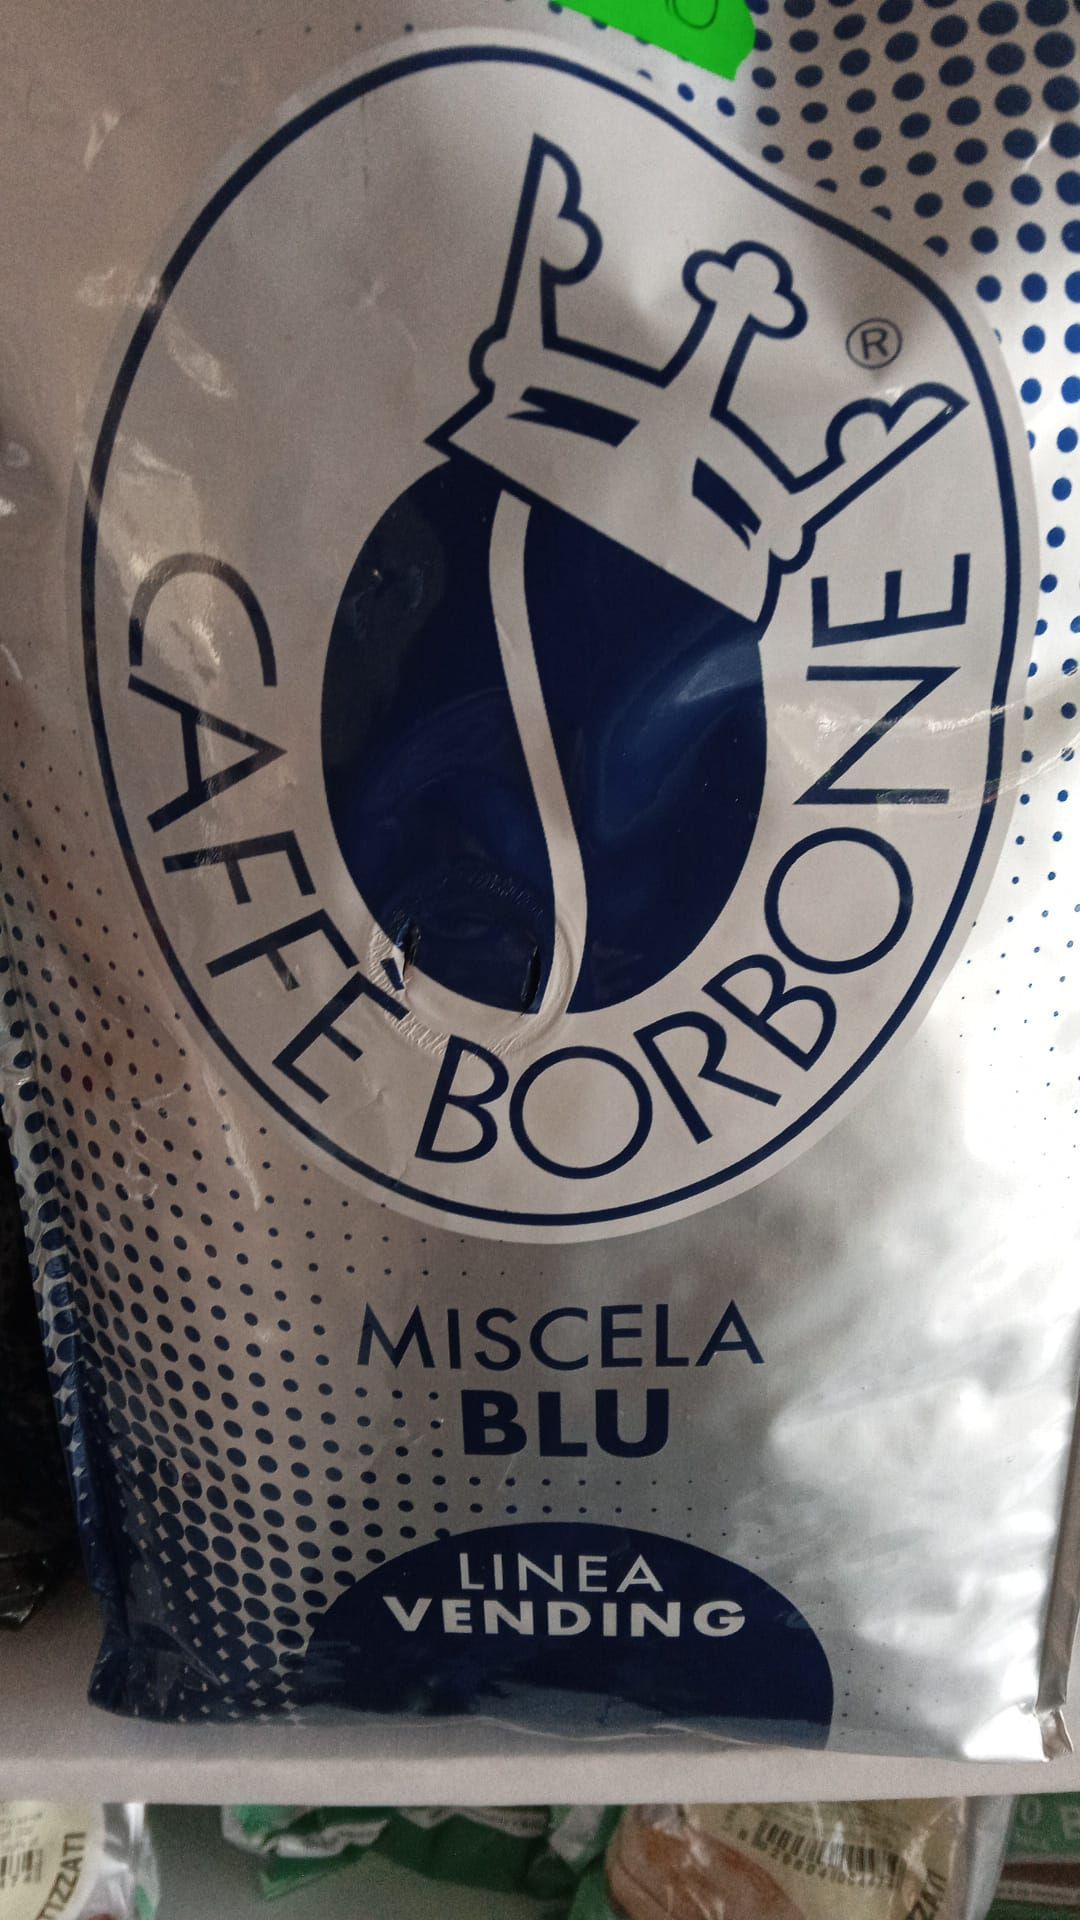 ®
CAFFÈ BORBONE
MISCELA
BLU
LINEA
VENDING